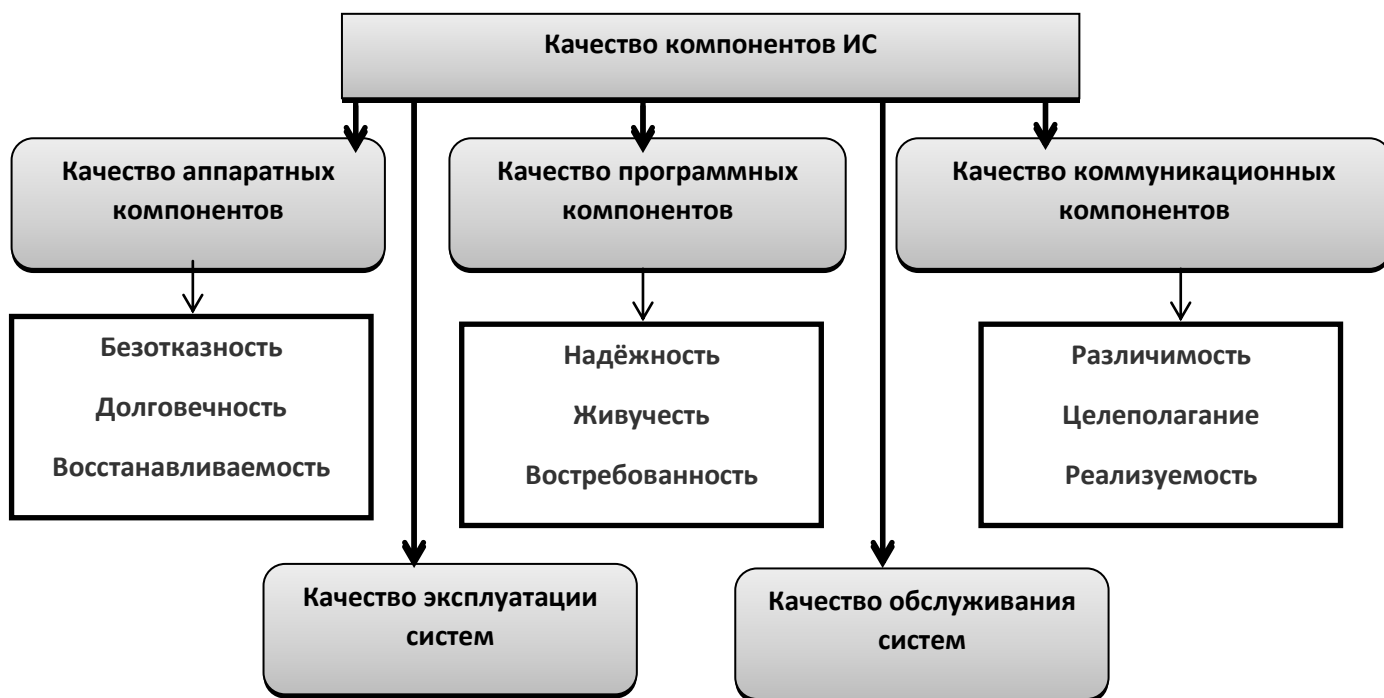 Качество компонентов ИС
Качество аппаратных
компонентов
Качество программных
компонентов
Качество коммуникационных
компонентов
Безотказность
Долговечность
Восстанавливаемость
Надёжность
Живучесть
Востребованность
Различимость
Целеполагание
Реализуемость
Качество эксплуатации
систем
Качество обслуживания
систем